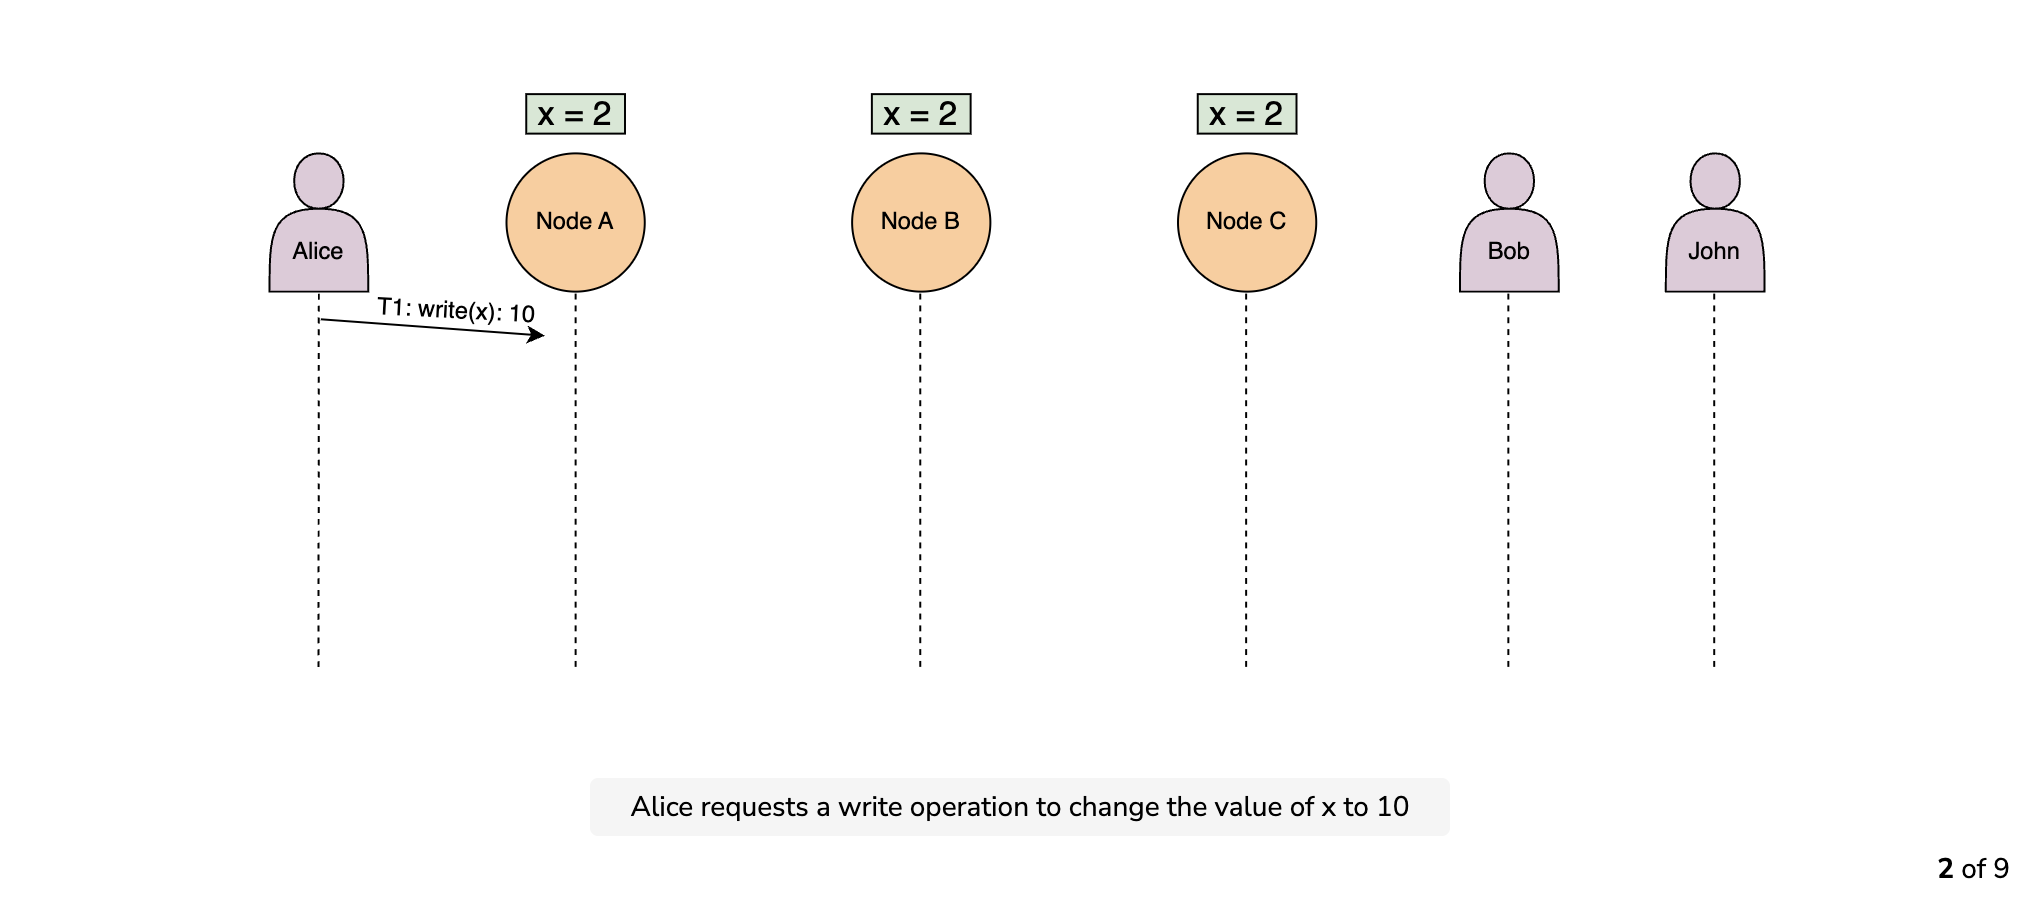 x = 2
x = 2
x = 2
Alice
Node A
Node B
Node C
Bob
John
T1: write(x): 10
Alice requests a write operation to change the value of x to 10
2 of 9